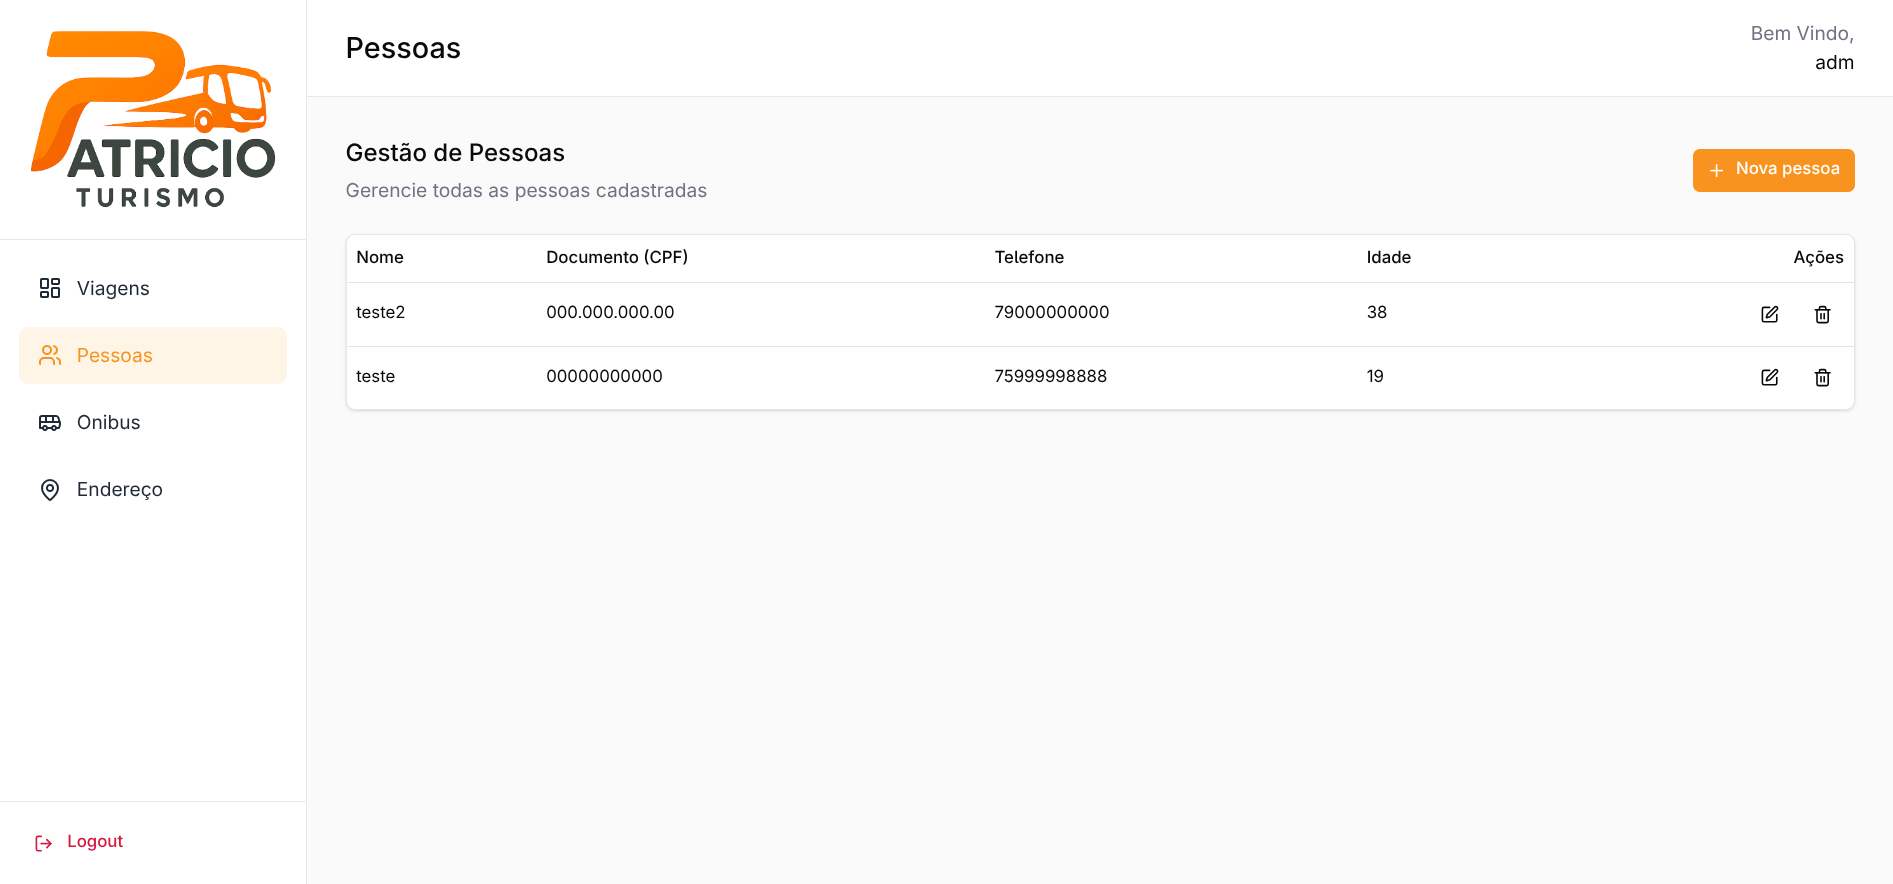 PATRICIO
TURISMO
Viagens
Pessoas
Onibus
Endereço
Logout
Pessoas
Bem Vindo,
adm
Gestão de Pessoas
Gerencie todas as pessoas cadastradas
Nova pessoa
Nome Documento (CPF) Telefone Idade Ações
teste2 000.000.000.00 79000000000 38
teste 00000000000 75999998888 19